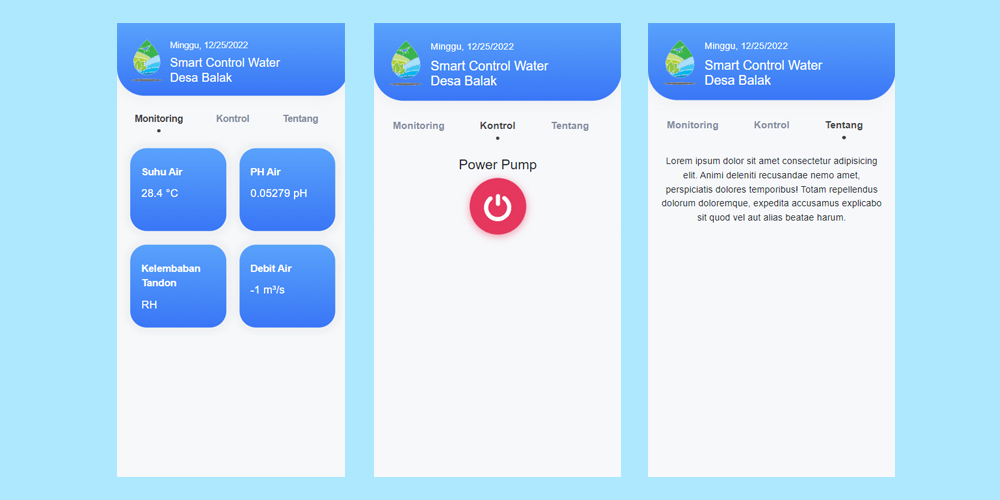 Minggu, 12/25/2022
Smart Control Water
Desa Balak
Monitoring Kontrol Tentang
Suhu Air
28.4 °C
PH Air
0.05279 pH
Kelembaban
Tandon
RH
Debit Air
-1 m³/s
Minggu, 12/25/2022
Smart Control Water
Desa Balak
Monitoring Kontrol Tentang
Power Pump
Minggu, 12/25/2022
Smart Control Water
Desa Balak
Monitoring Kontrol Tentang
Lorem ipsum dolor sit amet consectetur adipisicing
elit. Animi deleniti recusandae nemo amet,
perspiciatis dolores temporibus! Totam repellendus
dolorum doloremque, expedita accusamus explicabo
sit quod vel aut alias beatae harum.